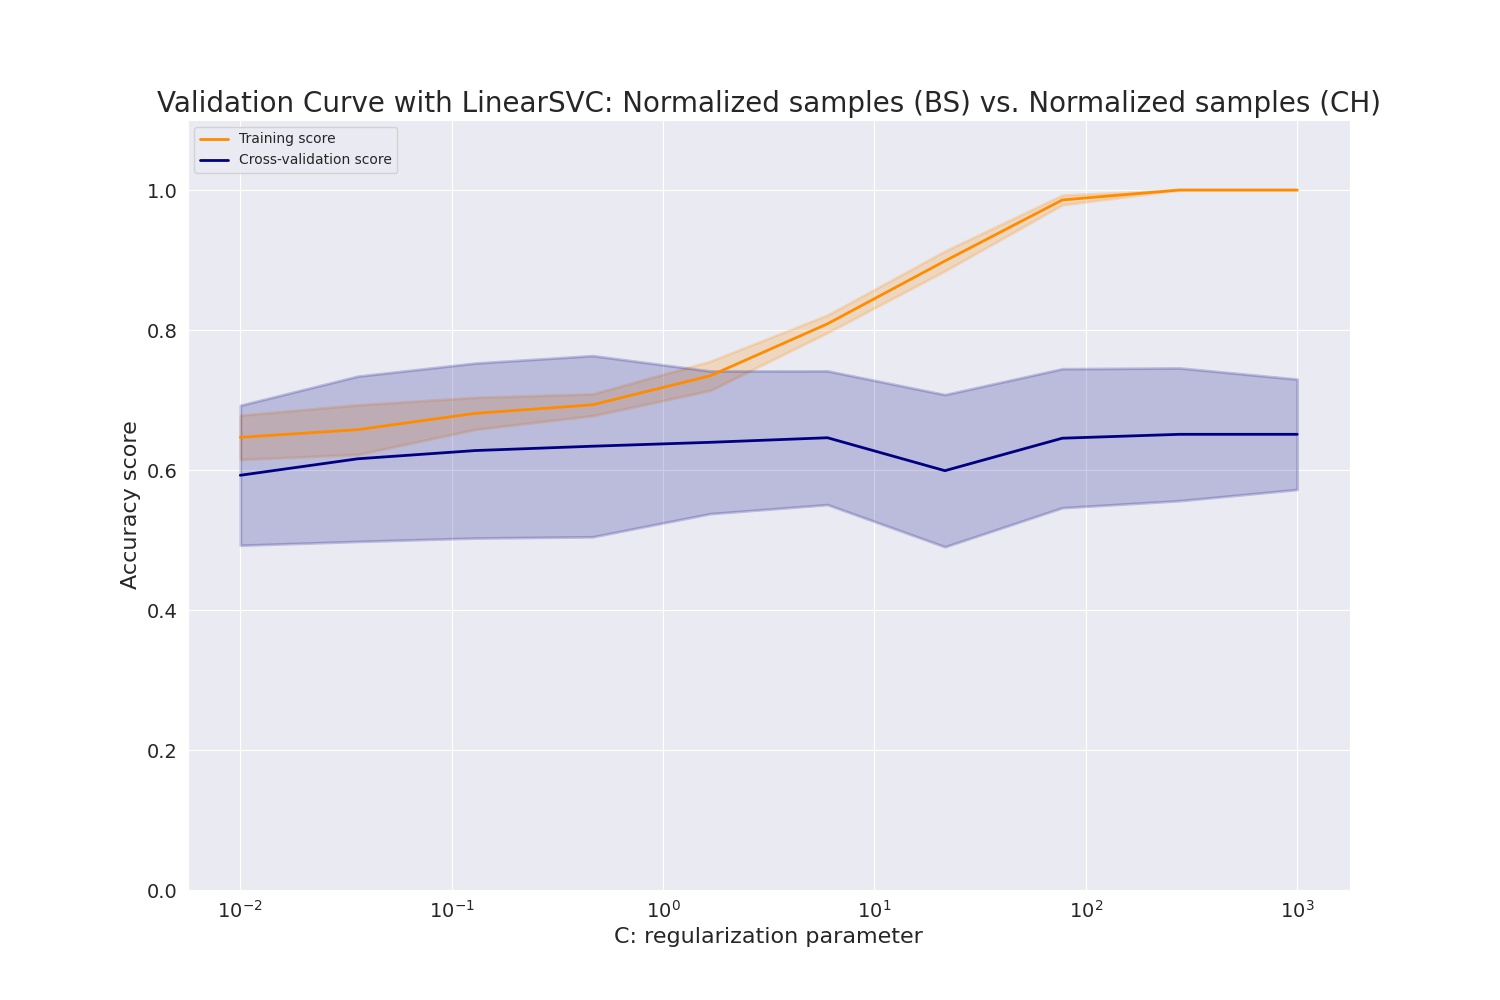 Validation Curve with LinearSVC: Normalized samples (BS) vs. Normalized samples (CH)
Training score
Cross-validation score
1.0
0.8
0.6
0.4
0.2
0.0
Accuracy score
10⁻² 10⁻¹ 10⁰ 10¹ 10² 10³
C: regularization parameter